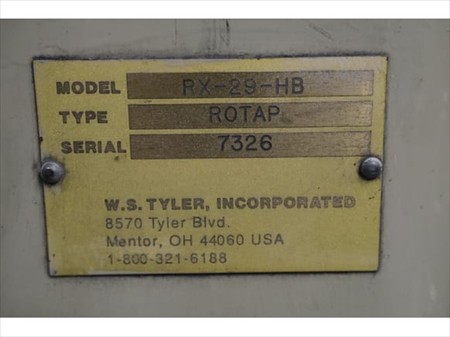 MODEL RX-29-HB
TYPE ROTAP
SERIAL 7326
W.S. TYLER, INCORPORATED
8570 Tyler Blvd.
Mentor, OH 44060 USA
1-800-321-6188